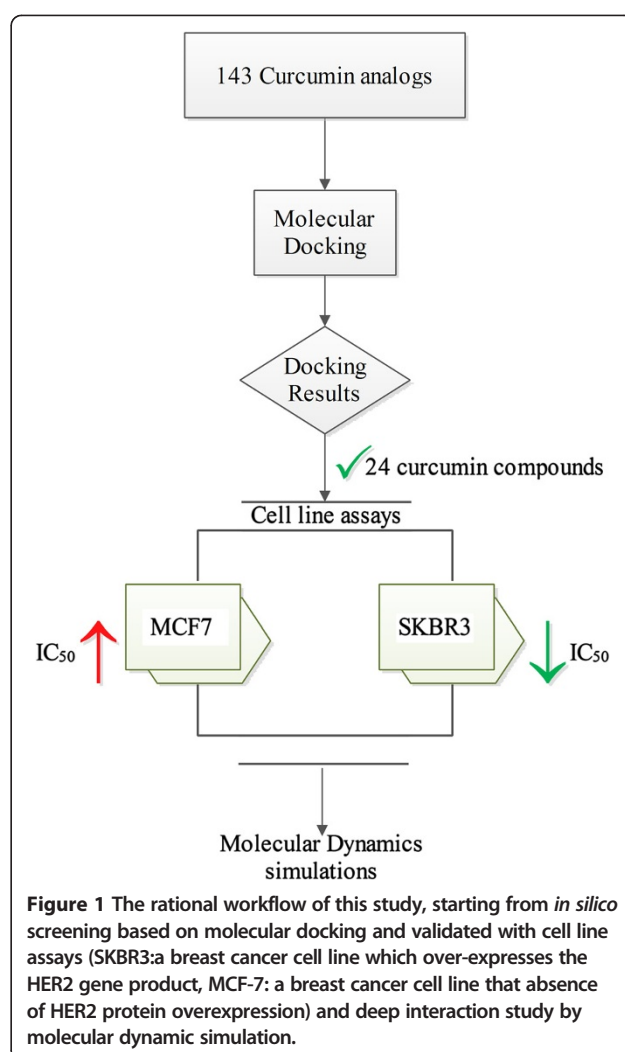 143 Curcumin analogs
Molecular
Docking
Docking
Results
✓24 curcumin compounds
Cell line assays
IC₅₀ ↑ MCF7 SKBR3 ↓ IC₅₀
Molecular Dynamics
simulations
Figure 1 The rational workflow of this study, starting from in silico
screening based on molecular docking and validated with cell line
assays (SKBR3:a breast cancer cell line which over-expresses the
HER2 gene product, MCF-7: a breast cancer cell line that absence
of HER2 protein overexpression) and deep interaction study by
molecular dynamic simulation.